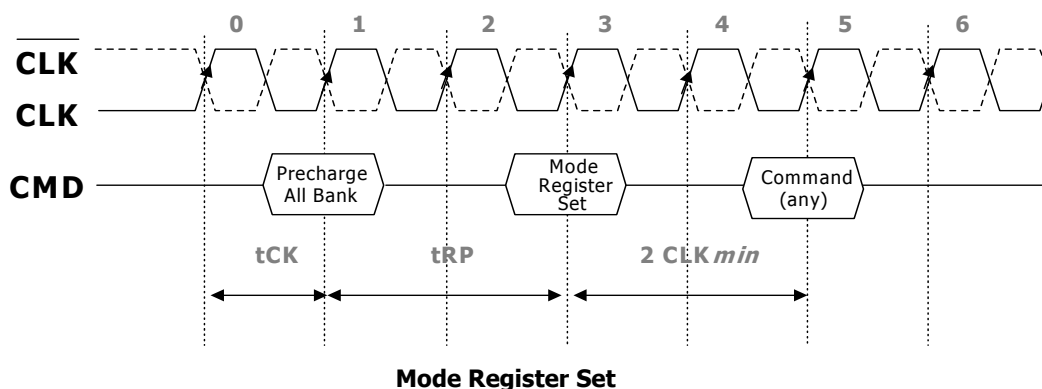 0 1 2 3 4 5 6
CLK
CLK
CMD
Precharge
All Bank
Mode
Register
Set
Command
(any)
tCK
tRP
2 CLK min
Mode Register Set